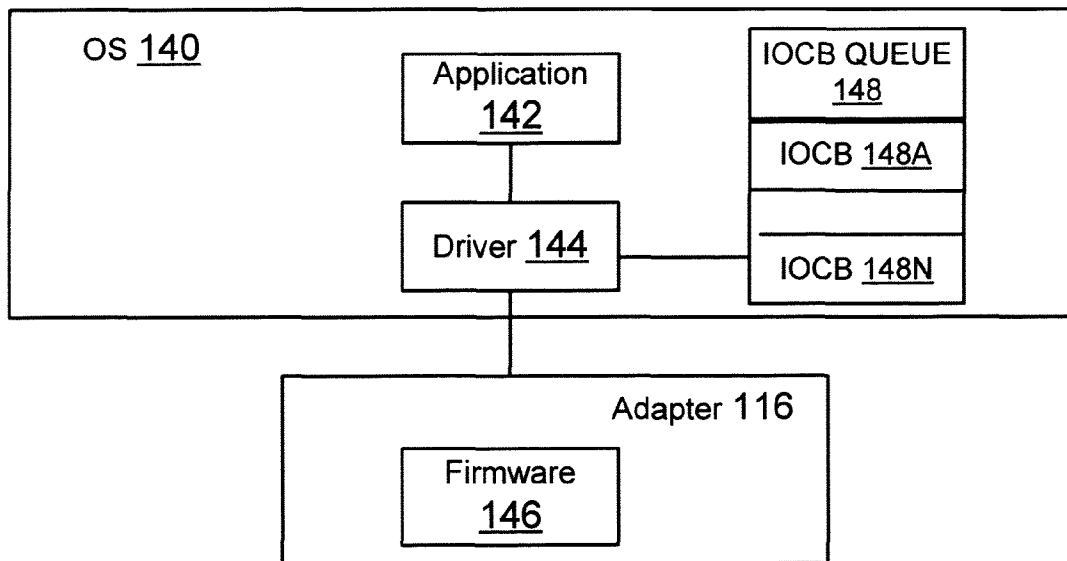 OS 140
Application
142
IOCB QUEUE
148
IOCB 148A
Driver 144
IOCB 148N
Adapter 116
Firmware
146